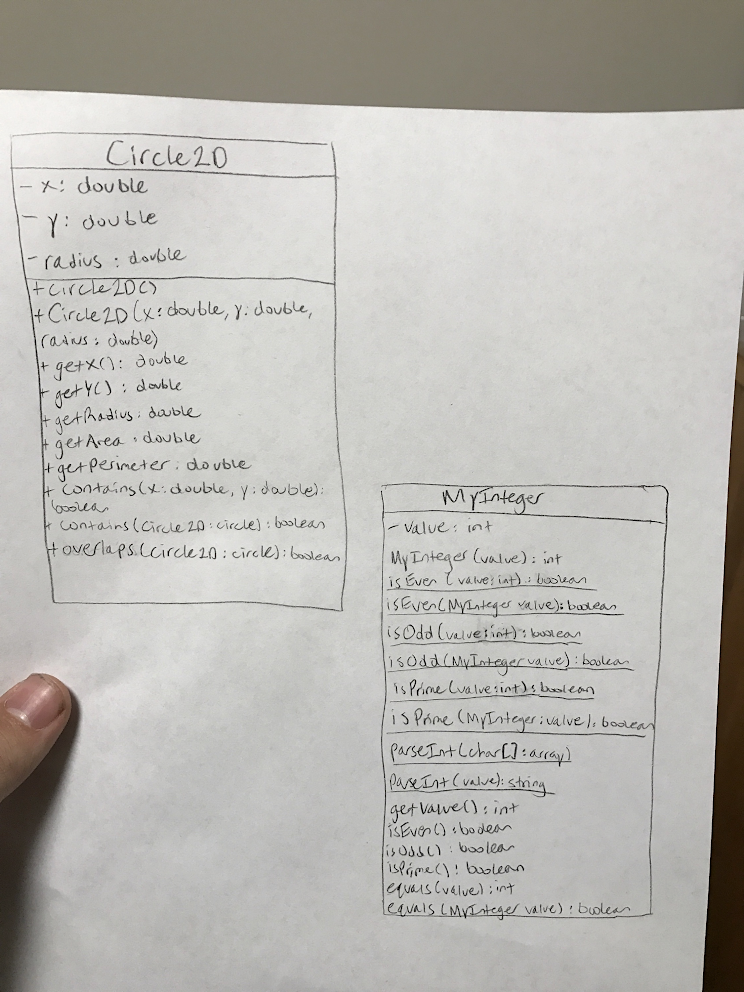 Circle2D
- x: double
- y: double
- radius: double
+ Circle2D()
+ Circle2D(x: double, y: double,
radius: double)
+ getX(): double
+ getY(): double
+ getRadius: double
+ getArea: double
+ getPerimeter: double
+ contains(x: double, y: double):
boolean
+ contains(Circle2D: circle): boolean
+ overlaps(Circle2D: circle): boolean
MyInteger
- value: int
MyInteger(value): int
isEven(value: int): boolean
isEven(MyInteger value): boolean
isOdd(value: int): boolean
isOdd(MyInteger value): boolean
isPrime(value: int): boolean
isPrime(MyInteger: value): boolean
parseInt(char[]: array)
parseInt(value): string
getValue(): int
isEven(): boolean
isOdd(): boolean
isPrime(): boolean
equals(value): int
equals(MyInteger value): boolean